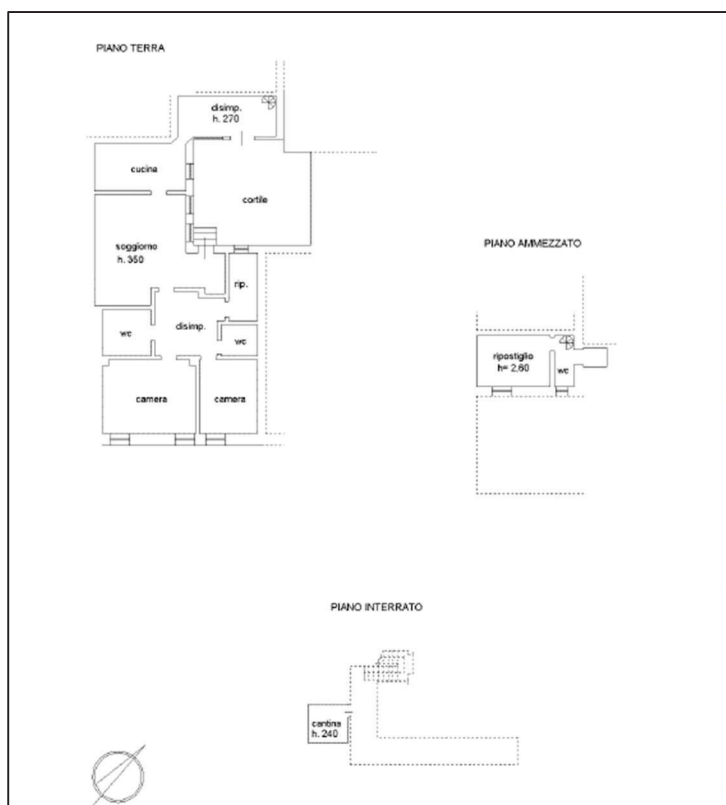 PIANO TERRA
disimp.
h. 270
cucina
cortile
soggiorno
h. 350
rip.
wc
disimp.
wc
camera
camera
PIANO AMMEZZATO
ripostiglio
h= 2,60
wc
PIANO INTERRATO
cantina
h. 240